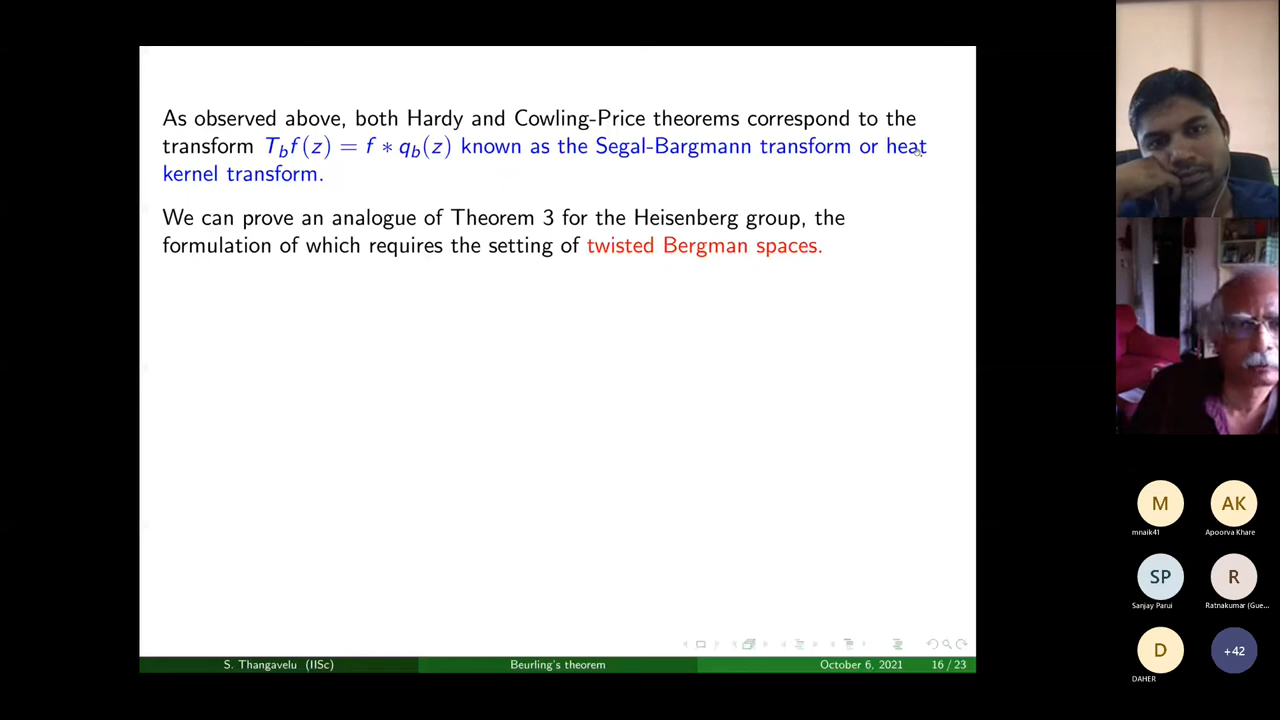 As observed above, both Hardy and Cowling-Price theorems correspond to the
transform T_b f(z) = f ∗ q_b(z) known as the Segal-Bargmann transform or heat
kernel transform.
We can prove an analogue of Theorem 3 for the Heisenberg group, the
formulation of which requires the setting of twisted Bergman spaces.
S. Thangavelu (IISc)
Beurling's theorem
October 6, 2021
16 / 23
M
AK
mnaik41
Apoorva Khare
SP
R
Sanjay Parui
Ratnakumar (Gue...
D
+42
DAHER